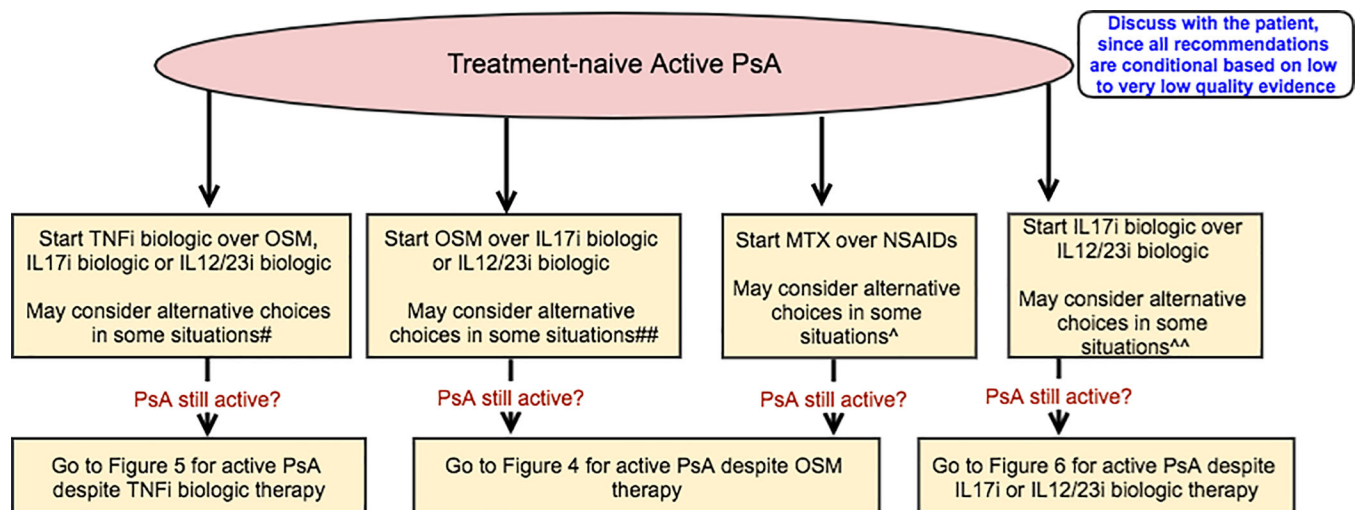 Treatment-naive Active PsA
Discuss with the patient,
since all recommendations
are conditional based on low
to very low quality evidence
Start TNFi biologic over OSM,
IL17i biologic or IL12/23i biologic
May consider alternative choices
in some situations#
Start OSM over IL17i biologic
or IL12/23i biologic
May consider alternative
choices in some situations##
Start MTX over NSAIDs
May consider alternative
choices in some
situations^
Start IL17i biologic over
IL12/23i biologic
May consider alternative
choices in some
situations^^
PsA still active?
PsA still active?
PsA still active?
PsA still active?
Go to Figure 5 for active PsA
despite TNFi biologic therapy
Go to Figure 4 for active PsA despite OSM
therapy
Go to Figure 6 for active PsA despite
IL17i or IL12/23i biologic therapy